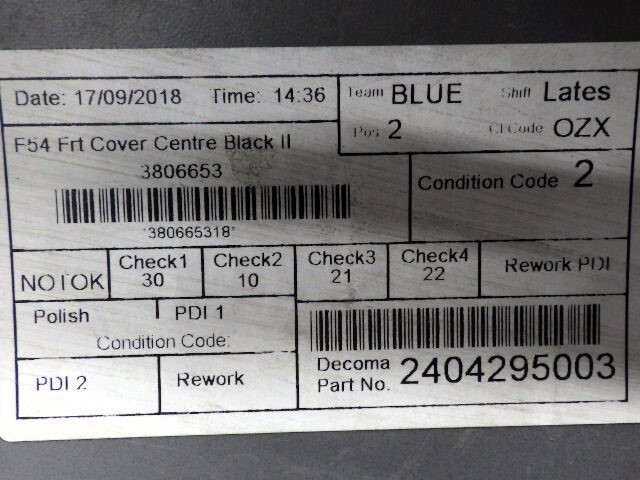 Date: 17/09/2018 Time: 14:36
Team BLUE Shift Lates
Pos 2 Cl Code OZX
F54 Frt Cover Centre Black II
3806653
*380665318*
Condition Code 2
NOTOK
Check1 30
Check2 10
Check3 21
Check4 22
Rework PDI
Polish PDI 1
Condition Code:
PDI 2 Rework
Decoma
Part No. 2404295003